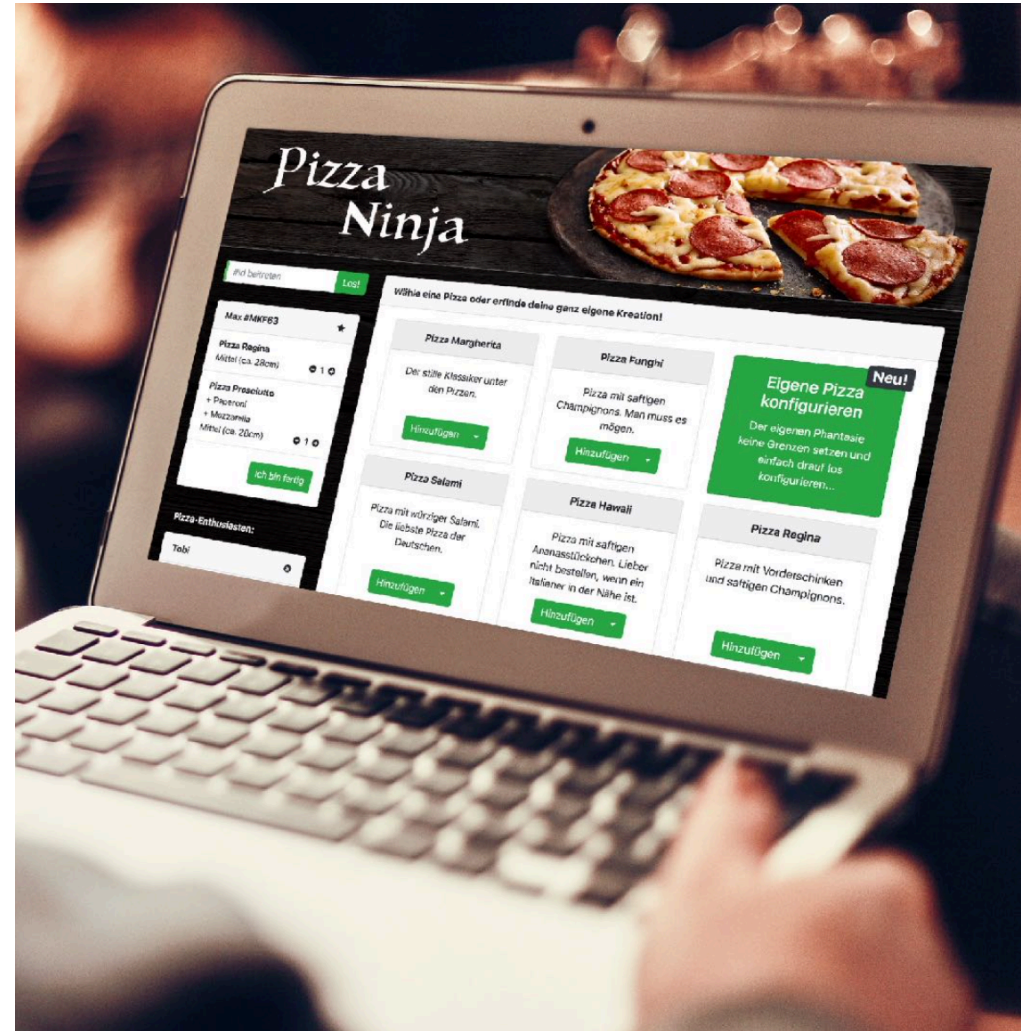 Pizza
Ninja
#id beitreten
Los!
Max #MKF63
Pizza Regina
Mittel (ca. 28cm)
1
Pizza Prosciutto
+ Peperoni
+ Mozzarella
Mittel (ca. 28cm)
1
Ich bin fertig
Pizza-Enthusiasten:
Tobi
Wähle eine Pizza oder erfinde deine ganz eigene Kreation!
Pizza Margherita
Der stille Klassiker unter
den Pizzen.
Hinzufügen
Pizza Funghi
Pizza mit saftigen
Champignons. Man muss es
mögen.
Hinzufügen
Neu!
Eigene Pizza
konfigurieren
Der eigenen Phantasie
keine Grenzen setzen und
einfach drauf los
konfigurieren...
Pizza Salami
Pizza mit würziger Salami.
Die liebste Pizza der
Deutschen.
Hinzufügen
Pizza Hawaii
Pizza mit saftigen
Ananasstückchen. Lieber
nicht bestellen, wenn ein
Italiener in der Nähe ist.
Hinzufügen
Pizza Regina
Pizza mit Vorderschinken
und saftigen Champignons.
Hinzufügen